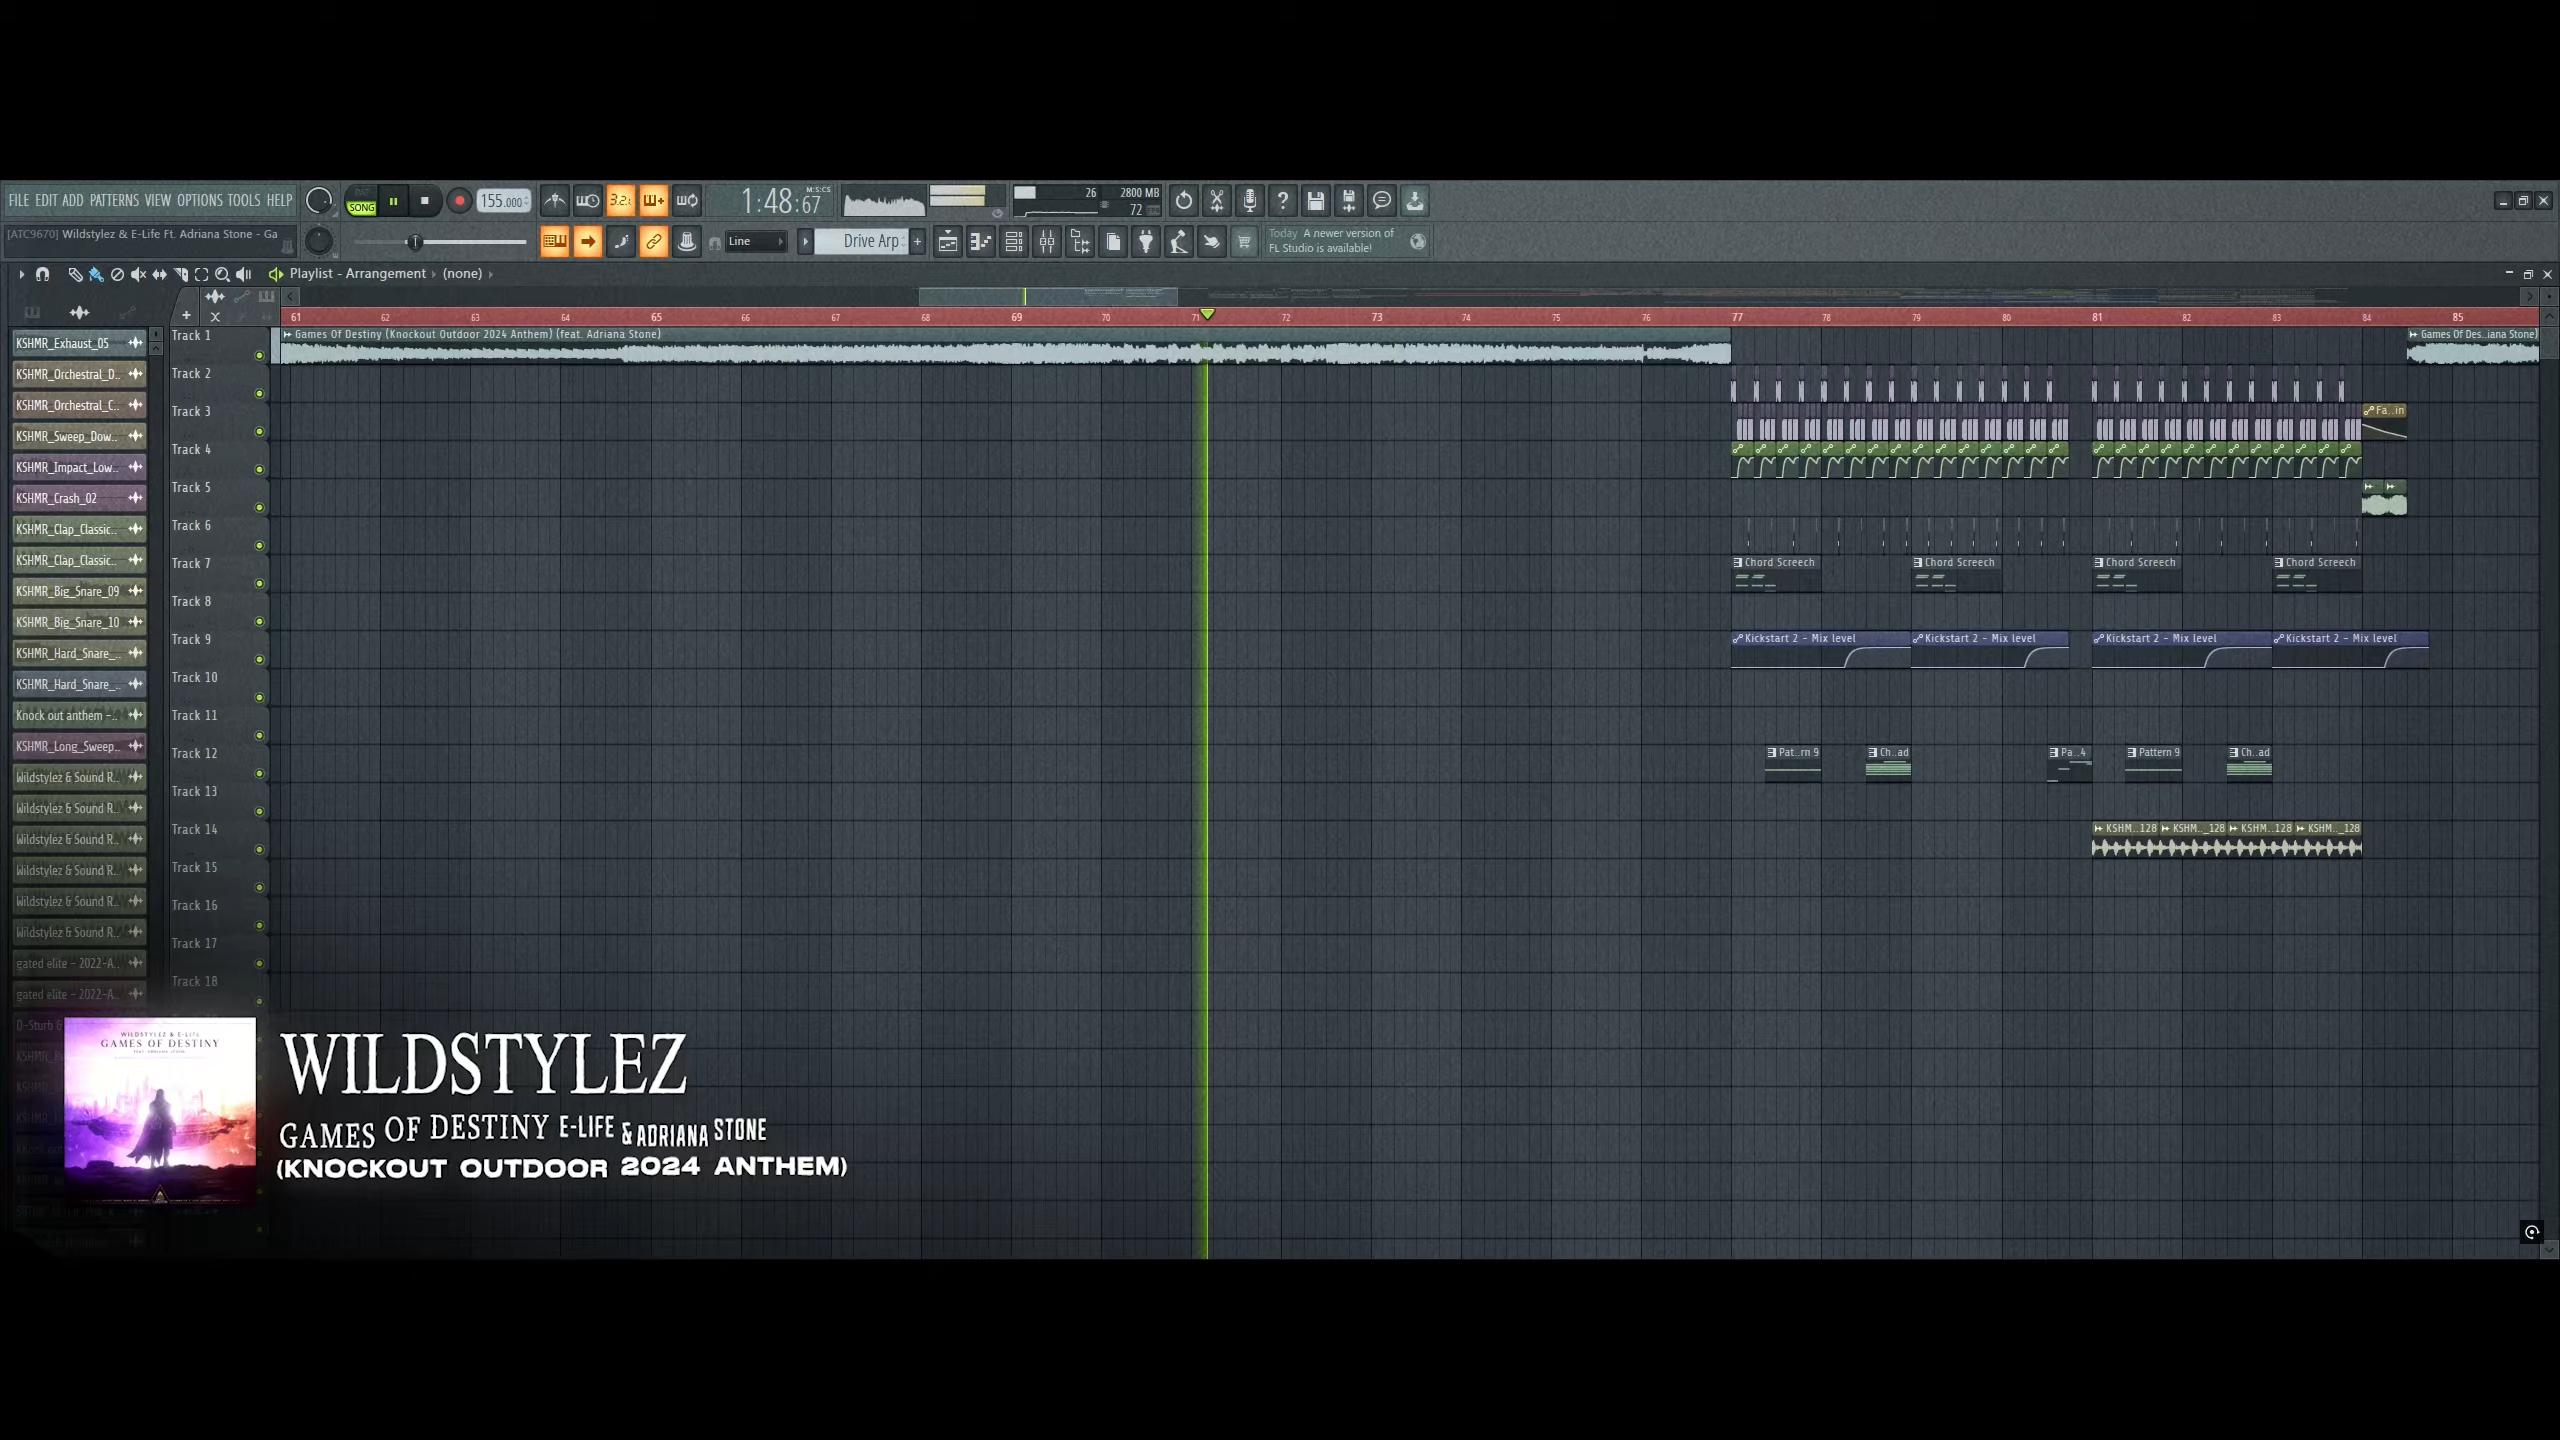 FILE EDIT ADD PATTERNS VIEW OPTIONS TOOLS HELP
PAT
SONG
155.000
3.2.
1:48:67
M:S:CS
26
2800 MB
72
[ATC9670] Wildstylez & E-Life Ft. Adriana Stone - Ga
Line
Drive Arp
Today A newer version of
FL Studio is available!
Playlist - Arrangement
(none)
61 62 63 64 65 66 67 68 69 70 71 72 73 74 75 76 77 78 79 80 81 82 83 84 85
KSHMR_Exhaust_05
KSHMR_Orchestral_D..
KSHMR_Orchestral_C..
KSHMR_Sweep_Dow..
KSHMR_Impact_Low..
KSHMR_Crash_02
KSHMR_Clap_Classic..
KSHMR_Clap_Classic..
KSHMR_Big_Snare_09
KSHMR_Big_Snare_10
KSHMR_Hard_Snare_..
KSHMR_Hard_Snare_..
Knock out anthem -..
KSHMR_Long_Sweep..
Wildstylez & Sound R..
Wildstylez & Sound R..
Wildstylez & Sound R..
Wildstylez & Sound R..
Wildstylez & Sound R..
Wildstylez & Sound R..
gated elite - 2022-A..
gated elite - 2022-A..
D-Sturb &
Track 1
Track 2
Track 3
Track 4
Track 5
Track 6
Track 7
Track 8
Track 9
Track 10
Track 11
Track 12
Track 13
Track 14
Track 15
Track 16
Track 17
Track 18
Games Of Destiny (Knockout Outdoor 2024 Anthem) (feat. Adriana Stone)
Games Of Des..iana Stone)
Fa..in
Chord Screech
Chord Screech
Chord Screech
Chord Screech
Kickstart 2 - Mix level
Kickstart 2 - Mix level
Kickstart 2 - Mix level
Kickstart 2 - Mix level
Pat..rn 9
Ch..ad
Pa..4
Pattern 9
Ch..ad
KSHM..128
KSHM.._128
KSHM..128
KSHM.._128
WILDSTYLEZ & E-LIFE
GAMES OF DESTINY
FEAT. ADRIANA STONE
WILDSTYLEZ
GAMES OF DESTINY E-LIFE & ADRIANA STONE
(KNOCKOUT OUTDOOR 2024 ANTHEM)